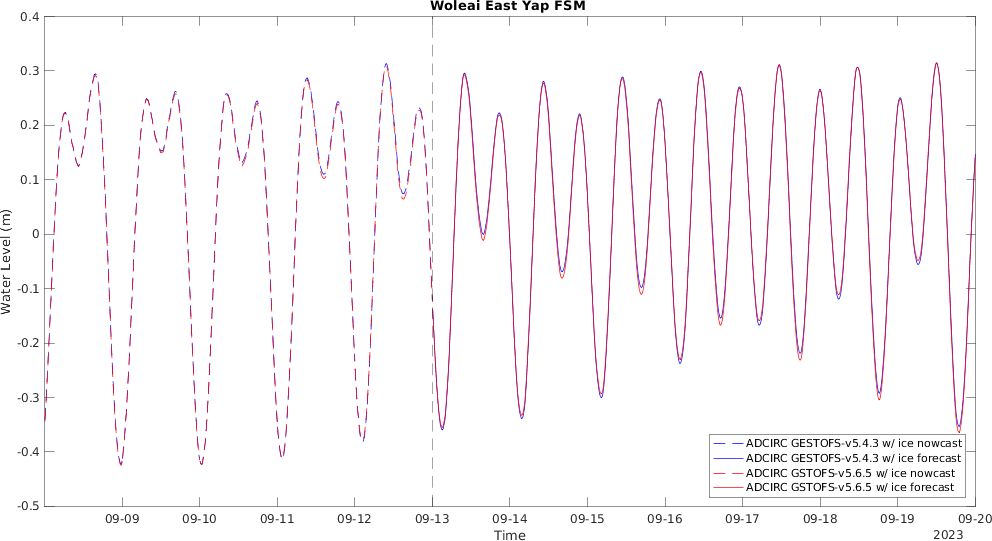 Woleai East Yap FSM
0.4
0.3
0.2
0.1
0
-0.1
-0.2
-0.3
-0.4
-0.5
Water Level (m)
ADCIRC GESTOFS-v5.4.3 w/ ice nowcast
ADCIRC GESTOFS-v5.4.3 w/ ice forecast
ADCIRC GSTOFS-v5.6.5 w/ ice nowcast
ADCIRC GSTOFS-v5.6.5 w/ ice forecast
09-09 09-10 09-11 09-12 09-13 09-14 09-15 09-16 09-17 09-18 09-19 09-20
Time
2023